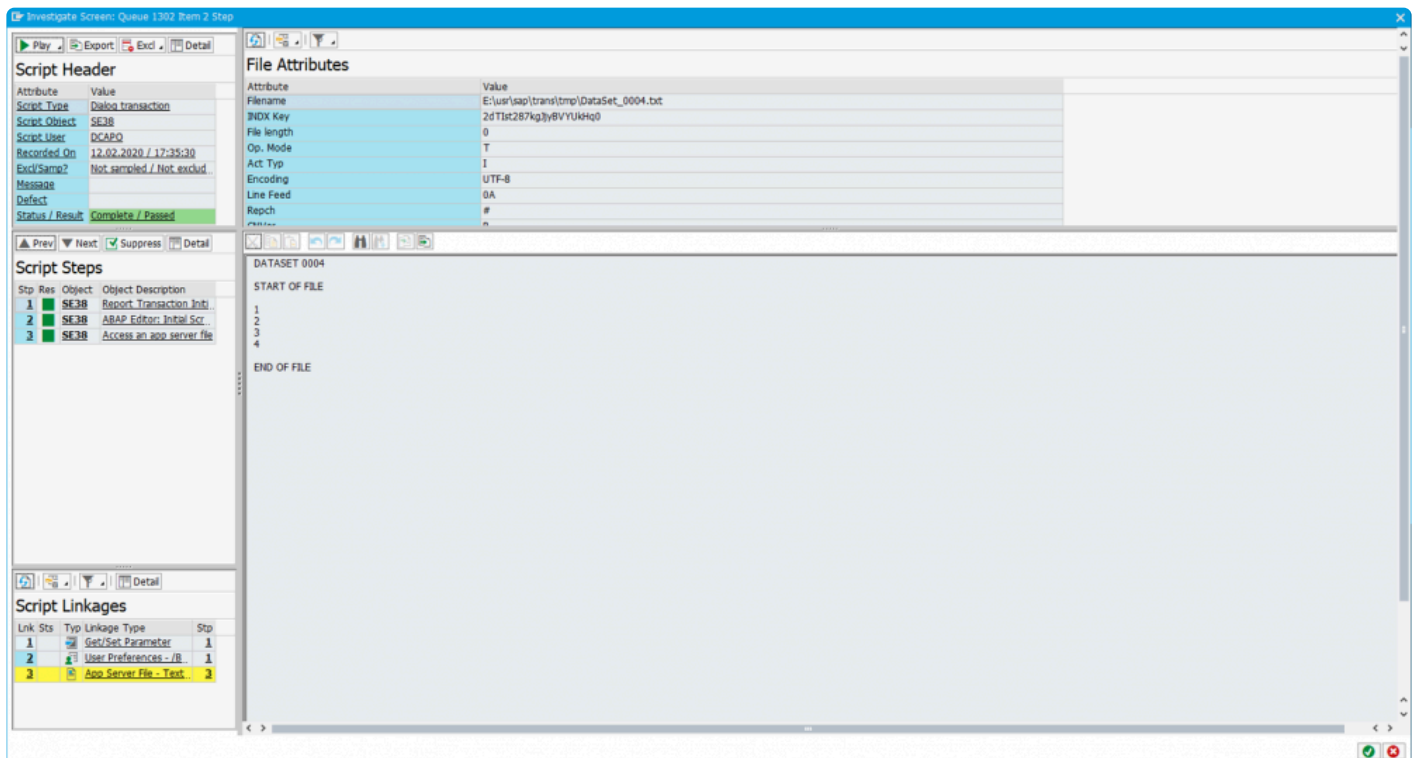 Investigate Screen: Queue 1302 Item 2 Step
Play Export Excl Detail
Script Header
Attribute Value
Script Type Dialog transaction
Script Object SE38
Script User DCAPO
Recorded On 12.02.2020 / 17:35:30
Excl/Samp? Not sampled / Not exclud
Message
Defect
Status / Result Complete / Passed
Prev Next Suppress Detail
Script Steps
Stp Res Object Object Description
1 SE38 Report Transaction Initi
2 SE38 ABAP Editor: Initial Scr
3 SE38 Access an app server file
Detail
Script Linkages
Lnk Sts Typ Linkage Type Stp
1 Get/Set Parameter 1
2 User Preferences - /B 1
3 App Server File - Text 3
File Attributes
Attribute Value
Filename E:\usr\sap\trans\tmp\DataSet_0004.txt
INDX Key
File length 0
Op. Mode T
Act Typ I
Encoding UTF-8
Line Feed 0A
Repch #
DATASET 0004
START OF FILE
1
2
3
4
END OF FILE